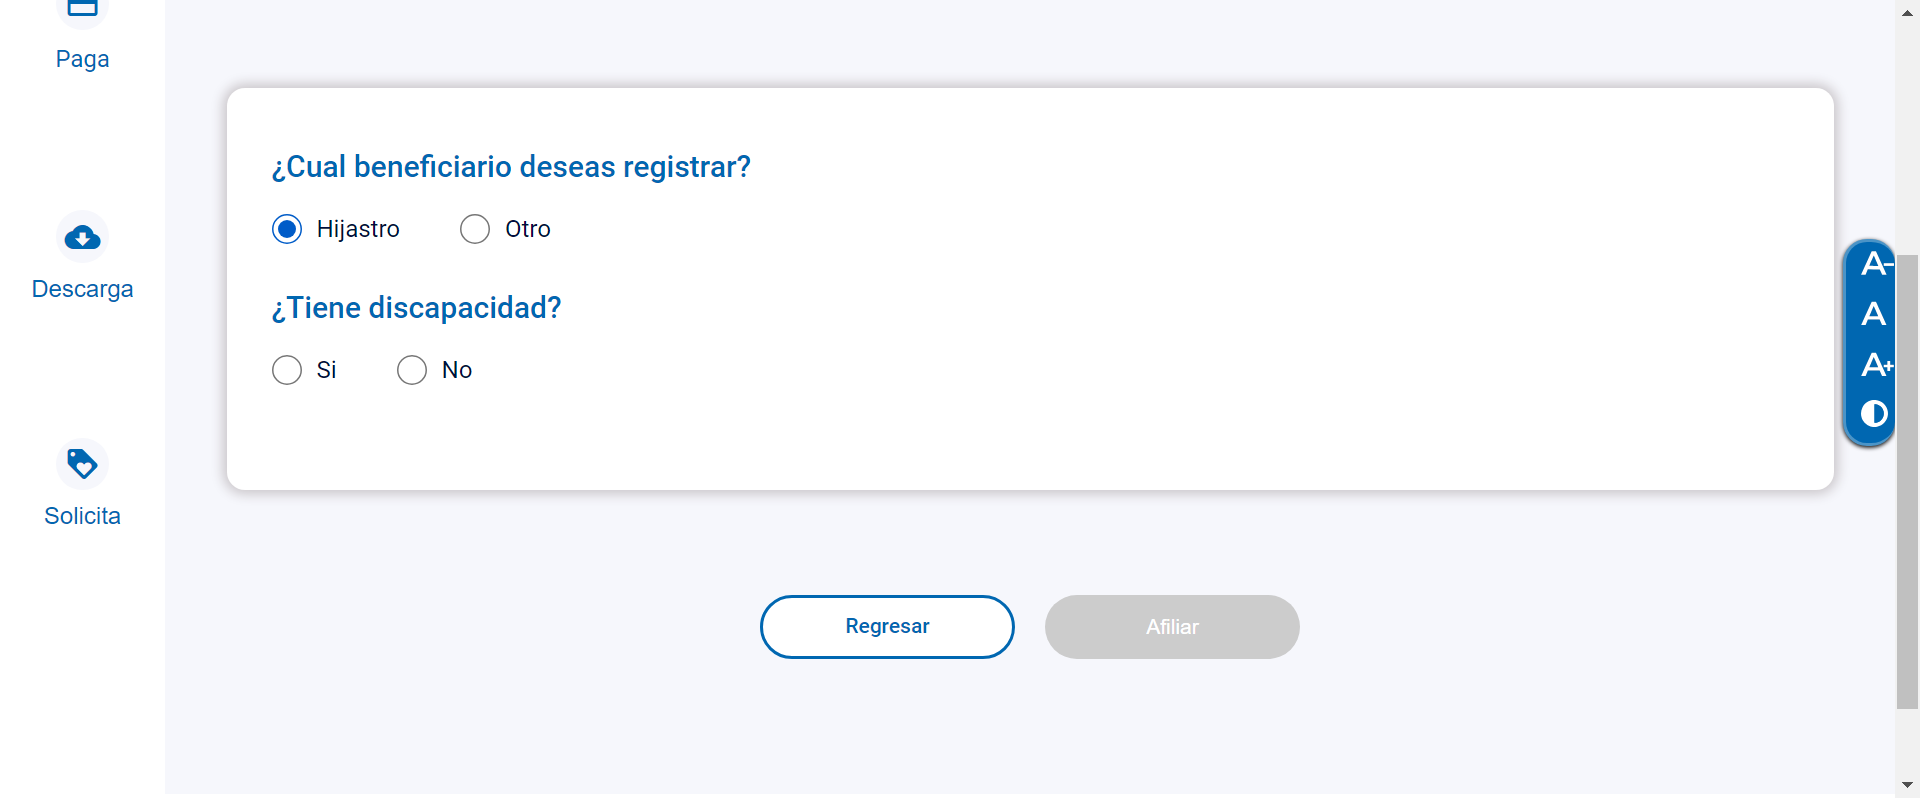 Paga
Descarga
Solicita
¿Cual beneficiario deseas registrar?
Hijastro Otro
¿Tiene discapacidad?
Si No
Regresar Afiliar
A-
A
A+